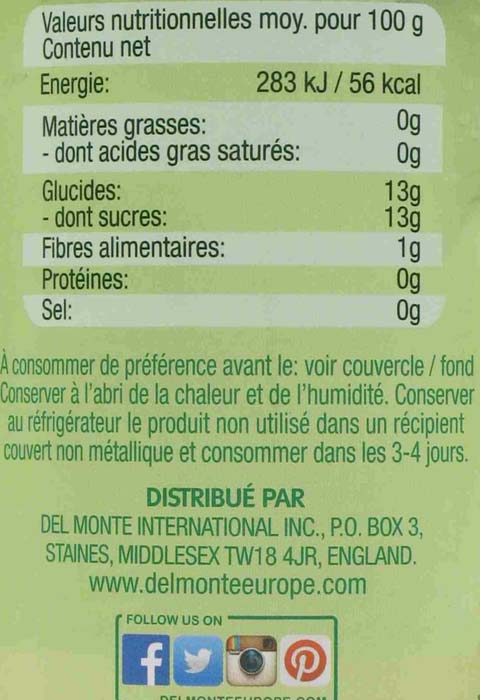 Valeurs nutritionnelles moy. pour 100 g
Contenu net
Energie: 283 kJ / 56 kcal
Matières grasses: 0g
- dont acides gras saturés: 0g
Glucides: 13g
- dont sucres: 13g
Fibres alimentaires: 1g
Protéines: 0g
Sel: 0g
À consommer de préférence avant le: voir couvercle / fond
Conserver à l'abri de la chaleur et de l'humidité. Conserver
au réfrigérateur le produit non utilisé dans un récipient
couvert non métallique et consommer dans les 3-4 jours.
DISTRIBUÉ PAR
DEL MONTE INTERNATIONAL INC., P.O. BOX 3,
STAINES, MIDDLESEX TW18 4JR, ENGLAND.
www.delmonteeurope.com
FOLLOW US ON
DELMONTEEUROPE.COM